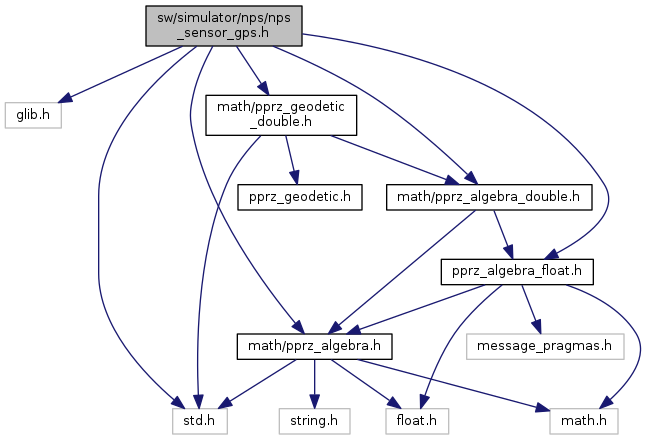 sw/simulator/nps/nps
_sensor_gps.h
glib.h
math/pprz_geodetic
_double.h
pprz_geodetic.h
math/pprz_algebra_double.h
pprz_algebra_float.h
math/pprz_algebra.h
message_pragmas.h
std.h
string.h
float.h
math.h